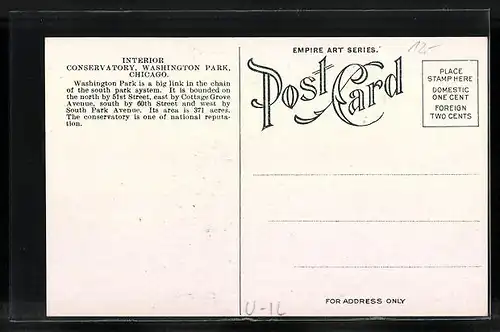 INTERIOR
CONSERVATORY, WASHINGTON PARK,
CHICAGO.
Washington Park is a big link in the chain
of the south park system. It is bounded on
the north by 51st Street, east by Cottage Grove
Avenue, south by 60th Street and west by
South Park Avenue. Its area is 371 acres.
The conservatory is one of national reputa-
tion.
EMPIRE ART SERIES.
12-
Post Card
PLACE
STAMP HERE
DOMESTIC
ONE CENT
FOREIGN
TWO CENTS
FOR ADDRESS ONLY
U-IL